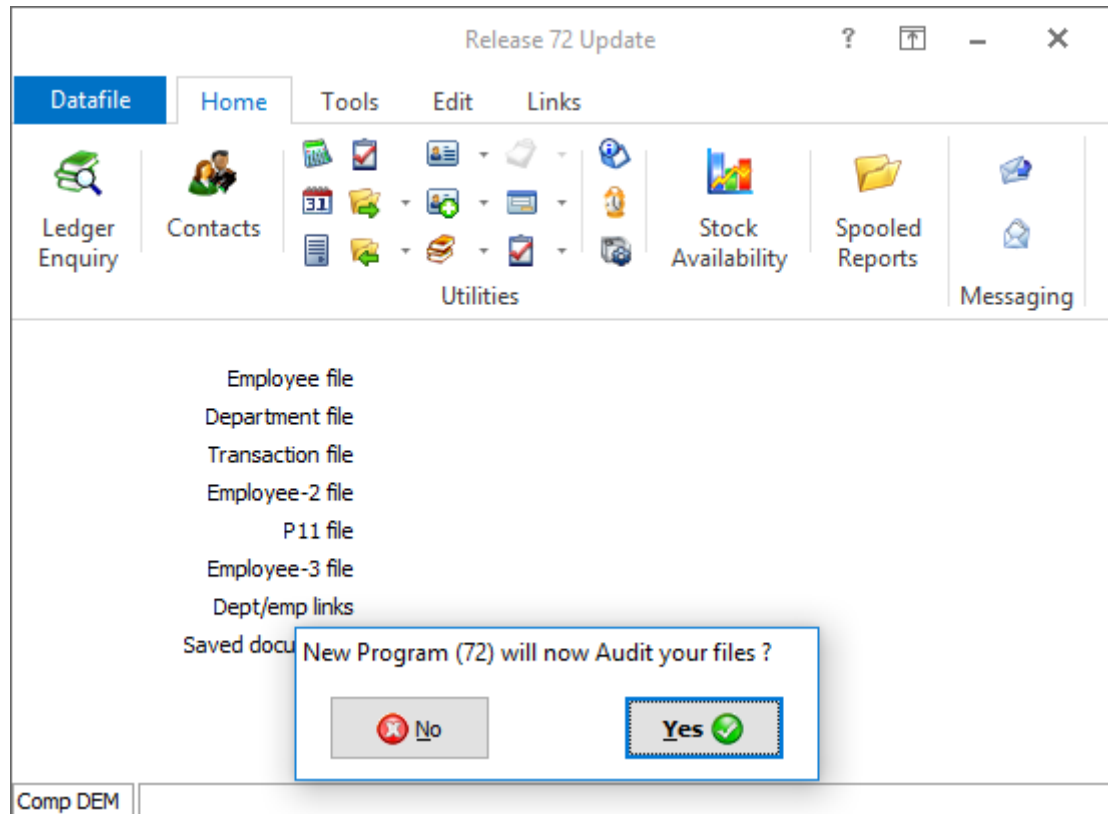 Release 72 Update
?
Datafile
Home
Tools
Edit
Links
Ledger
Enquiry
Contacts
31
Utilities
Stock
Availability
Spooled
Reports
Messaging
Employee file
Department file
Transaction file
Employee-2 file
P11 file
Employee-3 file
Dept/emp links
Saved docu
New Program (72) will now Audit your files ?
No
Yes
Comp DEM